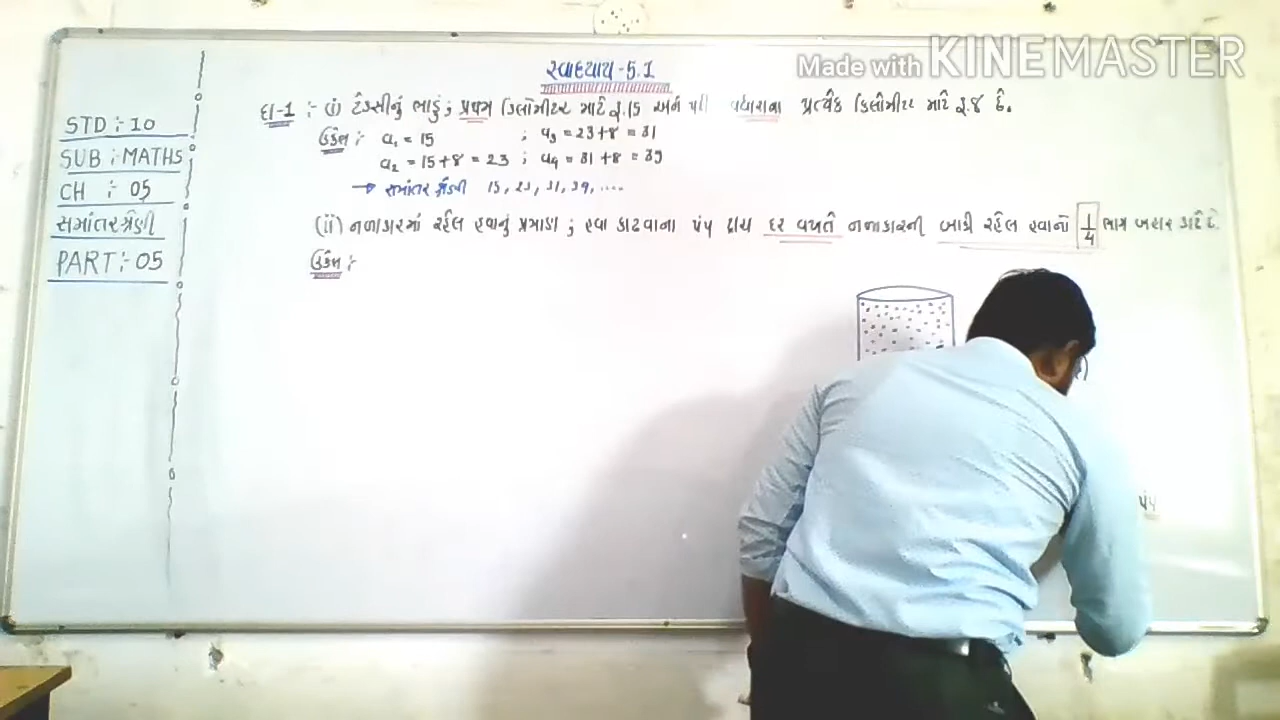 Made with KINEMASTER
સ્વાધ્યાય-5.1
STD : 10
SUB : MATHS
CH : 05
સમાંતર શ્રેણી
PART : 05
દા-1 :- (i) ટેક્સીનું ભાડું ; પ્રથમ કિલોમીટર માટે રૂ.15 અને પછી વધારાના પ્રત્યેક કિલોમીટર માટે રૂ.8 છે.
ઉકેલ : a₁ = 15 ; a₃ = 23+8 = 31
a₂ = 15+8 = 23 ; a₄ = 31+8 = 39
→ સમાંતર શ્રેણી 15, 23, 31, 39, ....
(ii) નળાકારમાં રહેલ હવાનું પ્રમાણ ; હવા કાઢવાના પંપ દ્વારા દર વખતે નળાકારની બાકી રહેલ હવાનો 1/4 ભાગ બહાર કાઢે છે.
ઉકેલ :
પંપ